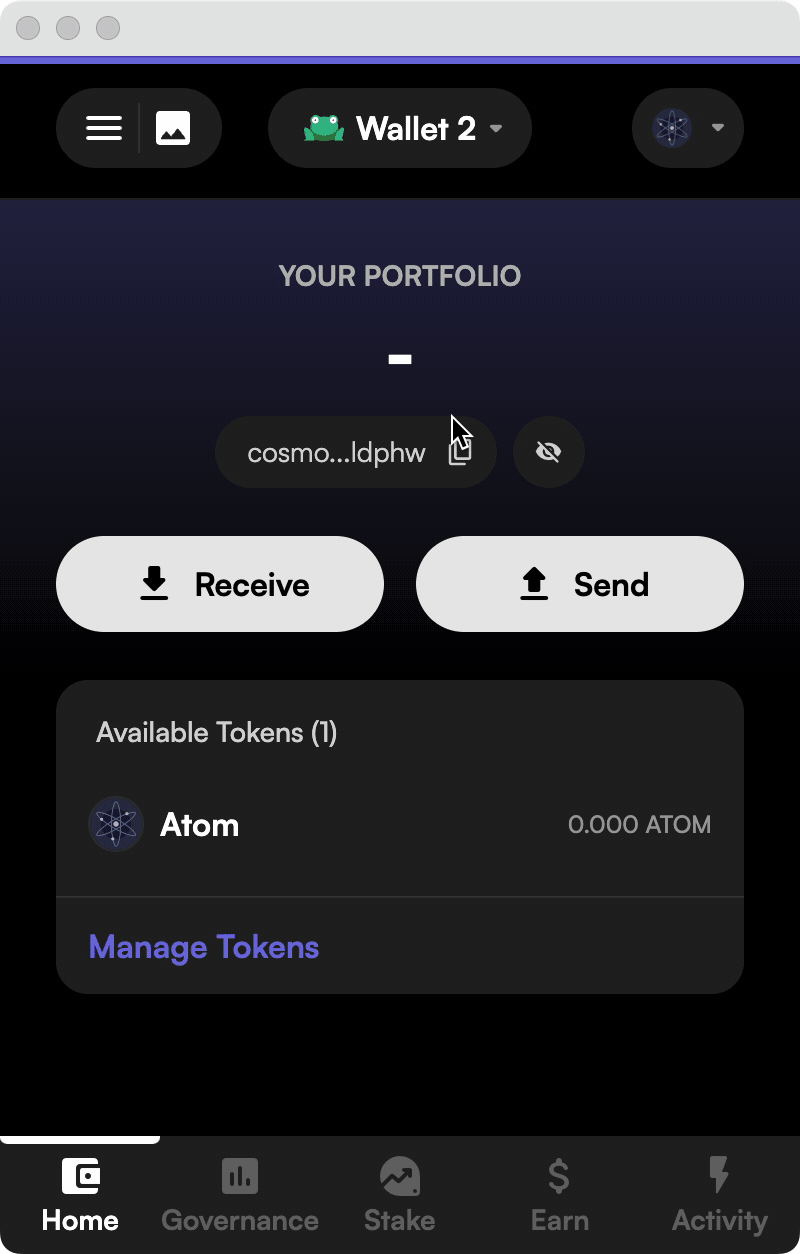 Wallet 2
YOUR PORTFOLIO
-
cosmo...ldphw
Receive
Send
Available Tokens (1)
Atom
0.000 ATOM
Manage Tokens
Home
Governance
Stake
Earn
Activity